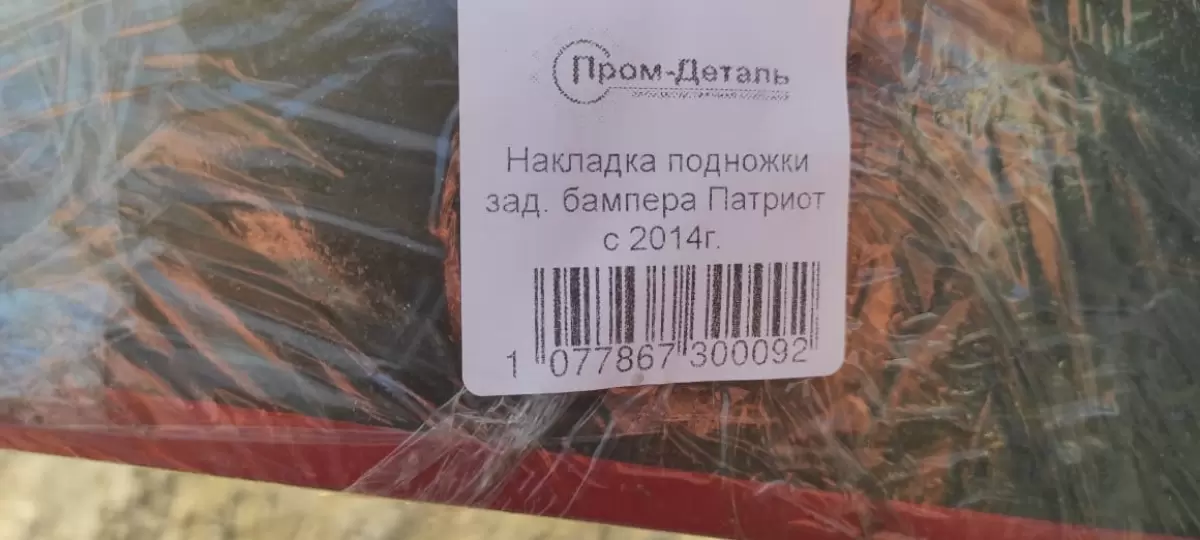 Пром-Деталь
Накладка подножки
зад. бампера Патриот
с 2014г.
1 077867 300092